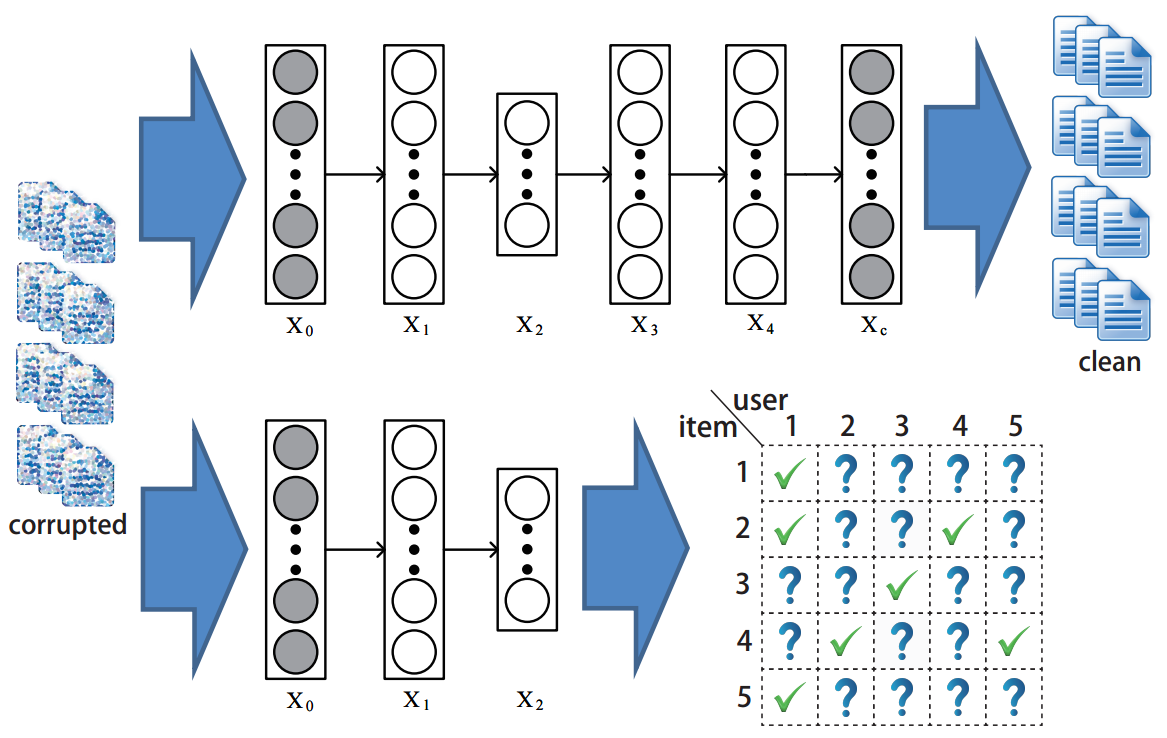 X0 X1 X2 X3 X4 Xc
clean
corrupted
user
item 1 2 3 4 5
1
2
3
4
5
X0 X1 X2